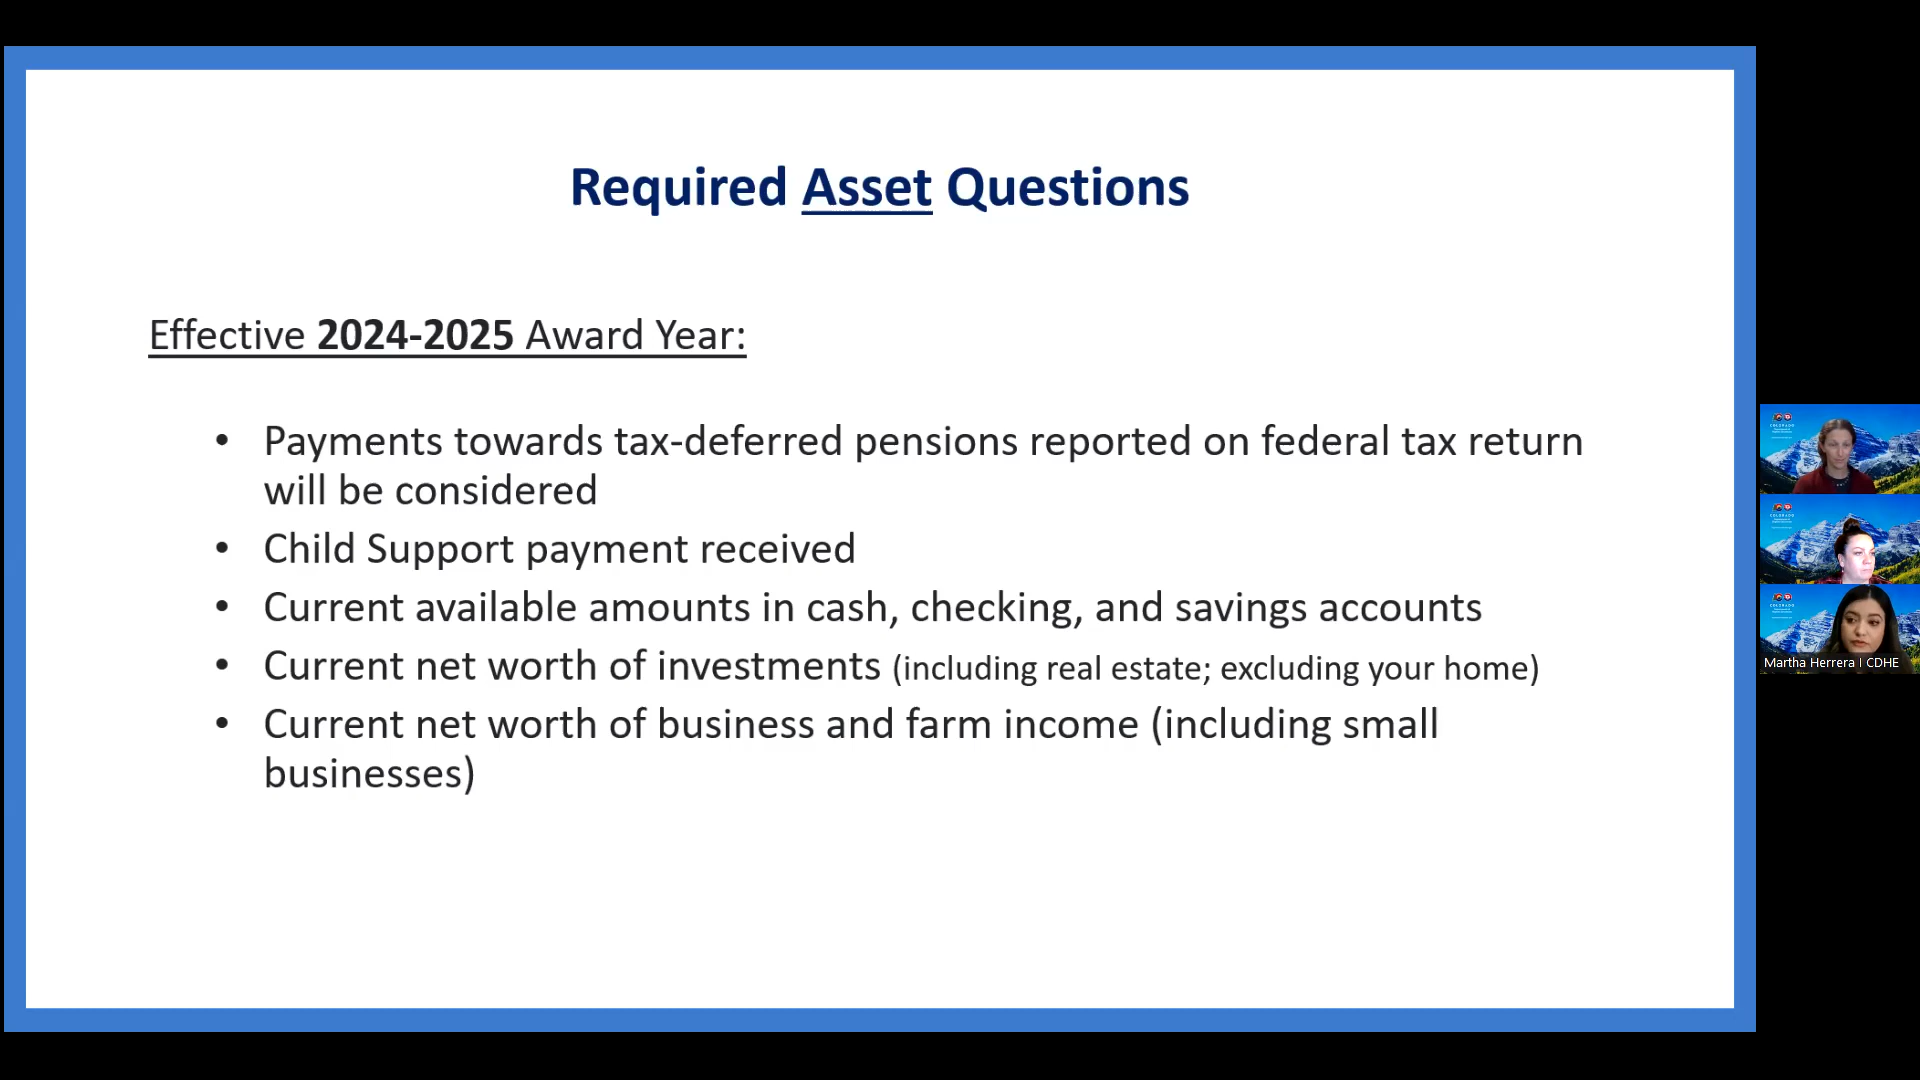 Required Asset Questions
Effective 2024-2025 Award Year:
• Payments towards tax-deferred pensions reported on federal tax return
will be considered
• Child Support payment received
• Current available amounts in cash, checking, and savings accounts
• Current net worth of investments (including real estate; excluding your home)
• Current net worth of business and farm income (including small
businesses)
COLORADO
COLORADO
COLORADO
Martha Herrera I CDHE